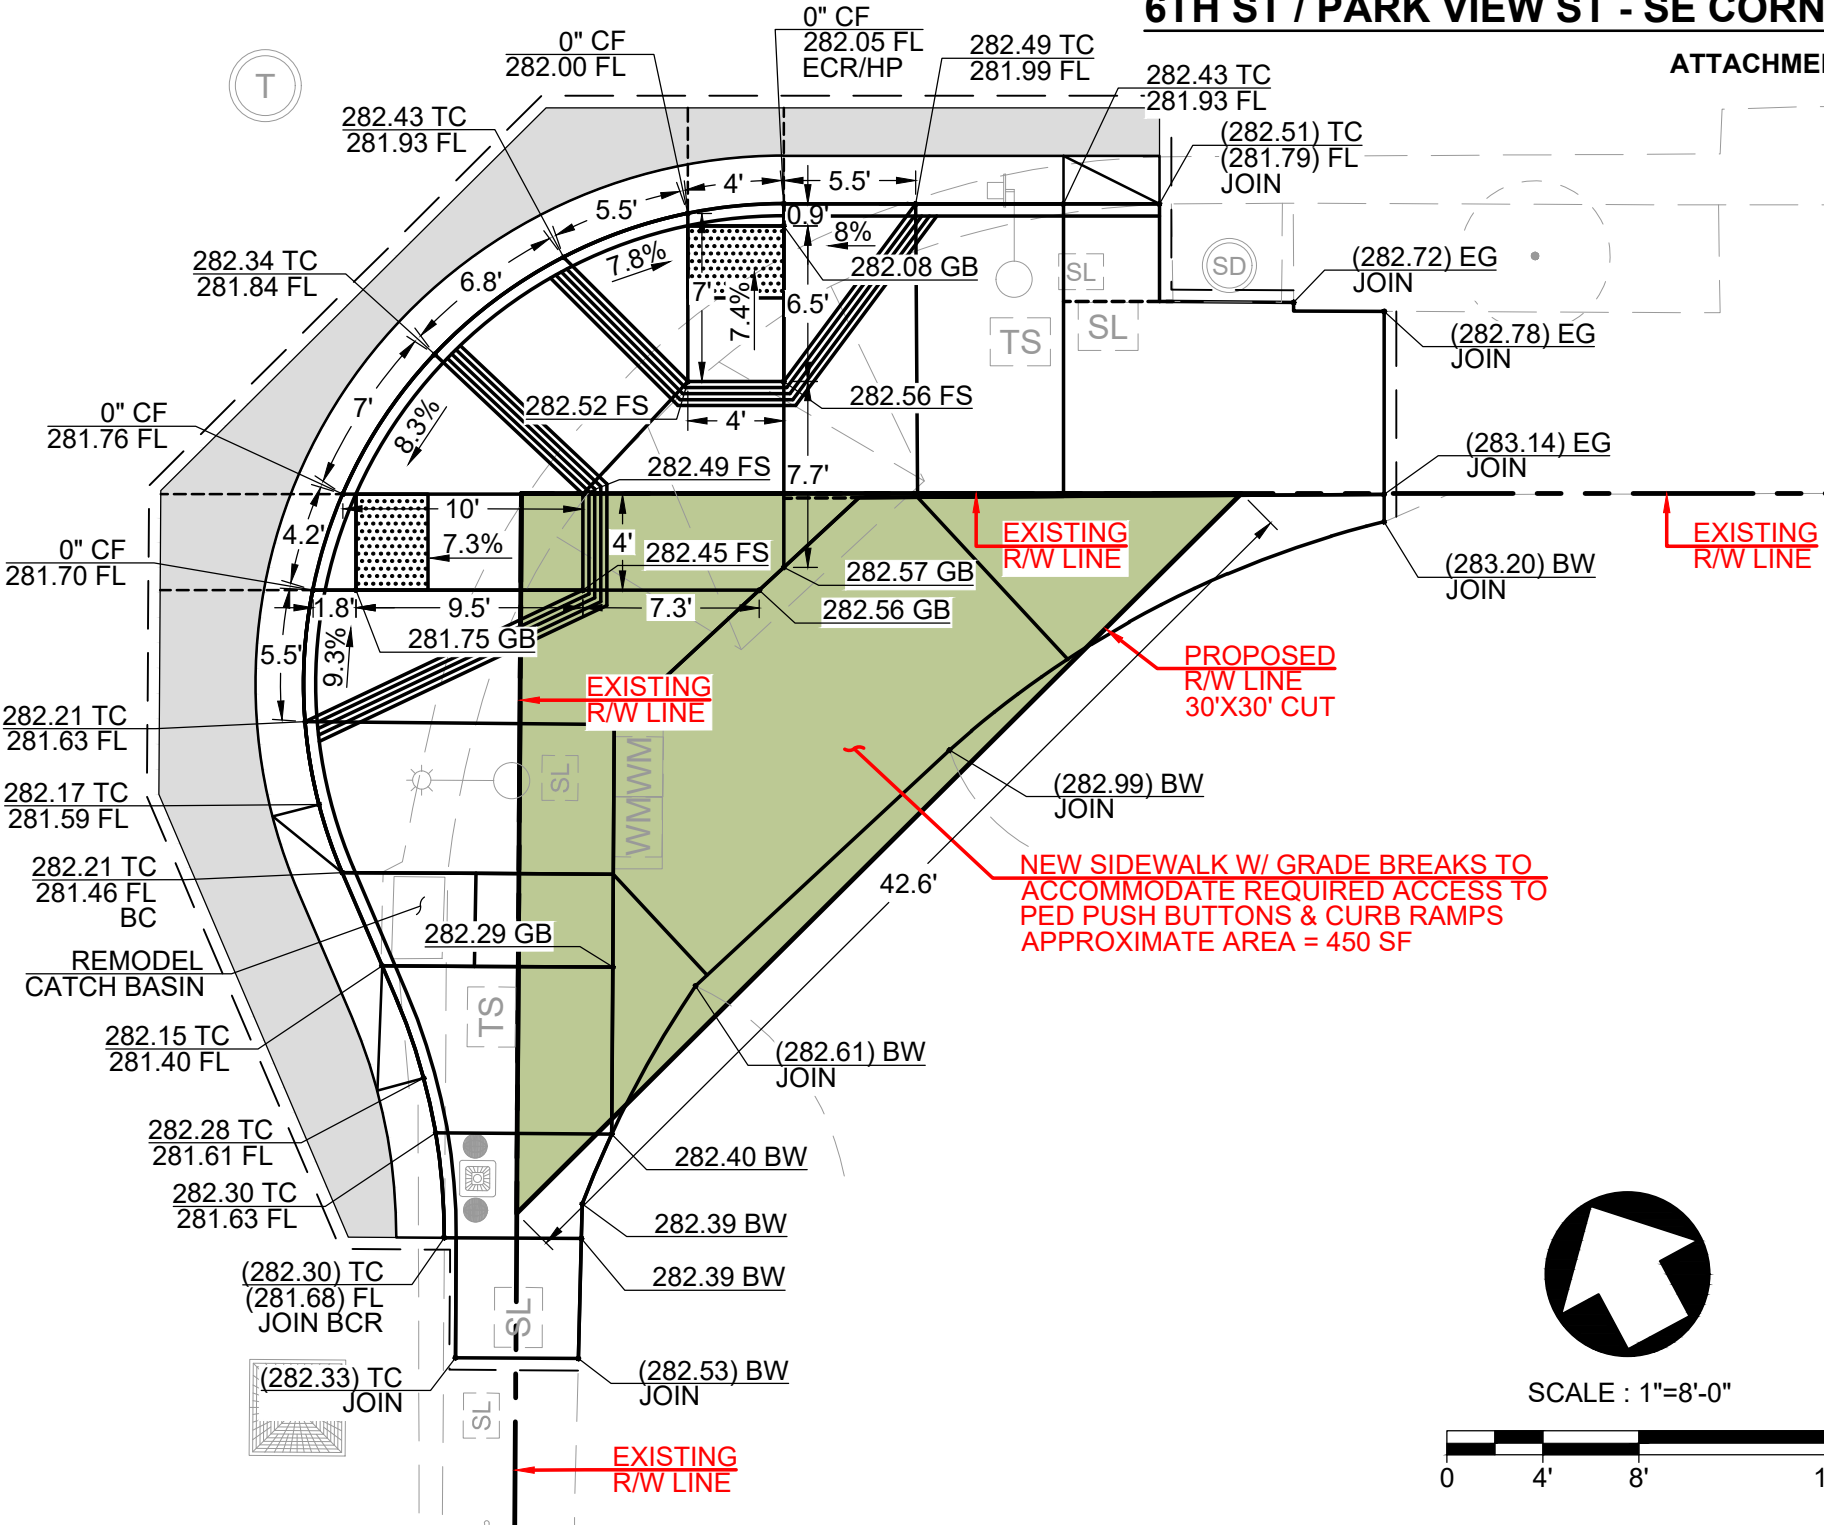 6TH ST / PARK VIEW ST - SE CORN
ATTACHME
0" CF
282.00 FL
0" CF
282.05 FL
ECR/HP
282.49 TC
281.99 FL
282.43 TC
281.93 FL
(282.51) TC
(281.79) FL
JOIN
T
282.43 TC
281.93 FL
4'
5.5'
5.5'
0.9'
8%
7.8%
282.34 TC
281.84 FL
6.8'
282.08 GB
SL
SD
(282.72) EG
JOIN
7'
7.4%
6.5'
TS
SL
(282.78) EG
JOIN
0" CF
281.76 FL
7'
8.3%
282.52 FS
4'
282.56 FS
282.49 FS
7.7'
(283.14) EG
JOIN
10'
4.2'
7.3%
4'
282.45 FS
EXISTING
R/W LINE
EXISTING
R/W LINE
0" CF
281.70 FL
282.57 GB
(283.20) BW
JOIN
1.8'
9.5'
7.3'
282.56 GB
281.75 GB
5.5'
9.3%
EXISTING
R/W LINE
PROPOSED
R/W LINE
30'X30' CUT
282.21 TC
281.63 FL
SL
WMWM
282.17 TC
281.59 FL
(282.99) BW
JOIN
282.21 TC
281.46 FL
BC
42.6'
NEW SIDEWALK W/ GRADE BREAKS TO
ACCOMMODATE REQUIRED ACCESS TO
PED PUSH BUTTONS & CURB RAMPS
APPROXIMATE AREA = 450 SF
282.29 GB
REMODEL
CATCH BASIN
TS
282.15 TC
281.40 FL
(282.61) BW
JOIN
282.28 TC
281.61 FL
282.40 BW
282.30 TC
281.63 FL
282.39 BW
(282.30) TC
(281.68) FL
JOIN BCR
282.39 BW
SL
(282.33) TC
JOIN
(282.53) BW
JOIN
SL
EXISTING
R/W LINE
SCALE : 1"=8'-0"
0 4' 8' 1